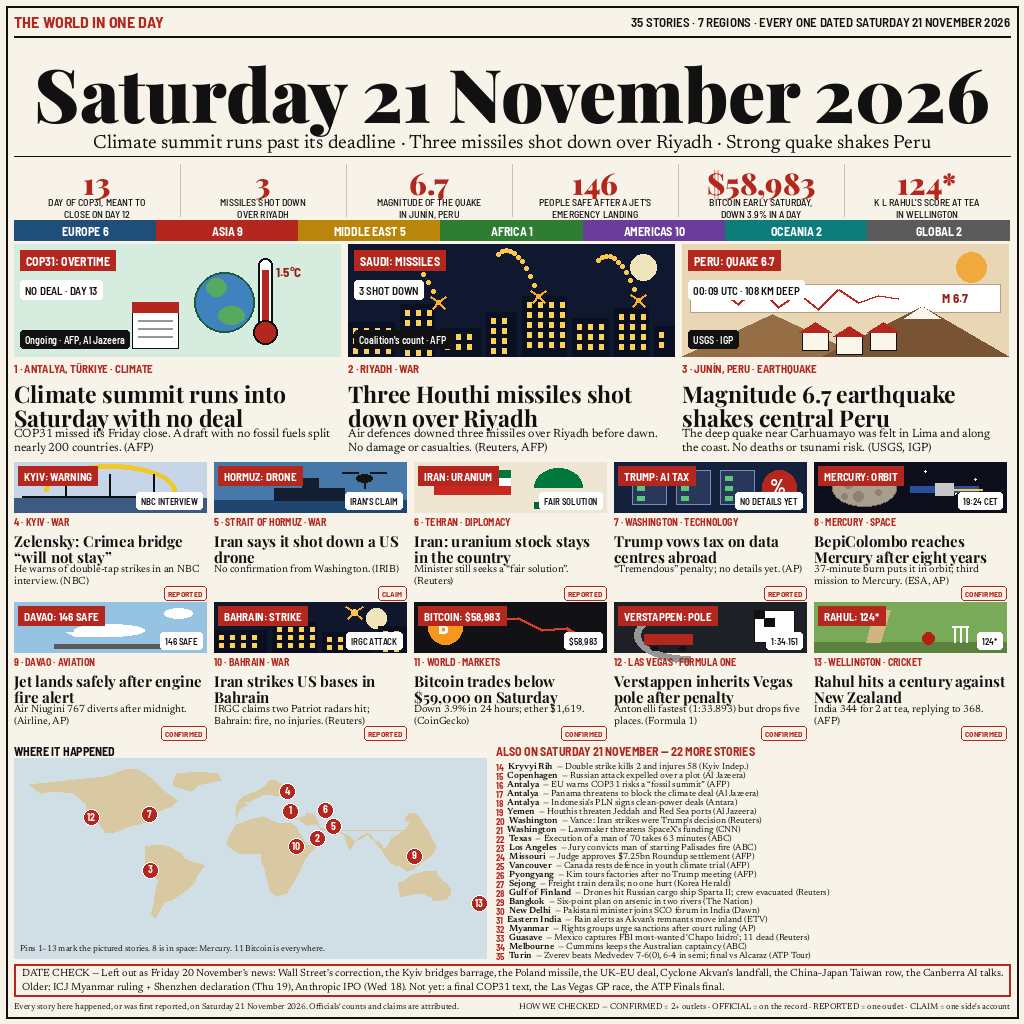 THE WORLD IN ONE DAY
35 STORIES · 7 REGIONS · EVERY ONE DATED SATURDAY 21 NOVEMBER 2026
Saturday 21 November 2026
Climate summit runs past its deadline · Three missiles shot down over Riyadh · Strong quake shakes Peru
13
DAY OF COP31, MEANT TO
CLOSE ON DAY 12
3
MISSILES SHOT DOWN
OVER RIYADH
6.7
MAGNITUDE OF THE QUAKE
IN JUNÍN, PERU
146
PEOPLE SAFE AFTER A JET'S
EMERGENCY LANDING
$58,983
BITCOIN EARLY SATURDAY,
DOWN 3.9% IN A DAY
124*
K L RAHUL'S SCORE AT TEA
IN WELLINGTON
EUROPE 6
ASIA 9
MIDDLE EAST 5
AFRICA 1
AMERICAS 10
OCEANIA 2
GLOBAL 2
COP31: OVERTIME
NO DEAL · DAY 13
1.5°C
Ongoing · AFP, Al Jazeera
SAUDI: MISSILES
3 SHOT DOWN
Coalition's count · AFP
PERU: QUAKE 6.7
00:09 UTC · 108 KM DEEP
M 6.7
USGS · IGP
1 · ANTALYA, TÜRKIYE · CLIMATE
Climate summit runs into
Saturday with no deal
COP31 missed its Friday close. A draft with no fossil fuels split
nearly 200 countries. (AFP)
2 · RIYADH · WAR
Three Houthi missiles shot
down over Riyadh
Air defences downed three missiles over Riyadh before dawn.
No damage or casualties. (Reuters, AFP)
3 · JUNÍN, PERU · EARTHQUAKE
Magnitude 6.7 earthquake
shakes central Peru
The deep quake near Carhuamayo was felt in Lima and along
the coast. No deaths or tsunami risk. (USGS, IGP)
KYIV: WARNING
NBC INTERVIEW
4 · KYIV · WAR
Zelensky: Crimea bridge
“will not stay”
He warns of double-tap strikes in an NBC
interview. (NBC)
REPORTED
HORMUZ: DRONE
IRAN'S CLAIM
5 · STRAIT OF HORMUZ · WAR
Iran says it shot down a US
drone
No confirmation from Washington. (IRIB)
CLAIM
IRAN: URANIUM
FAIR SOLUTION
6 · TEHRAN · DIPLOMACY
Iran: uranium stock stays
in the country
Minister still seeks a “fair solution”.
(Reuters)
REPORTED
TRUMP: AI TAX
%
NO DETAILS YET
7 · WASHINGTON · TECHNOLOGY
Trump vows tax on data
centres abroad
“Tremendous” penalty; no details yet. (AP)
REPORTED
MERCURY: ORBIT
19:24 CET
8 · MERCURY · SPACE
BepiColombo reaches
Mercury after eight years
37-minute burn puts it in orbit; third
mission to Mercury. (ESA, AP)
CONFIRMED
DAVAO: 146 SAFE
146 SAFE
9 · DAVAO · AVIATION
Jet lands safely after engine
fire alert
Air Niugini 767 diverts after midnight.
(Airline, AP)
CONFIRMED
BAHRAIN: STRIKE
IRGC ATTACK
10 · BAHRAIN · WAR
Iran strikes US bases in
Bahrain
IRGC claims two Patriot radars hit;
Bahrain: fire, no injuries. (Reuters)
REPORTED
BITCOIN: $58,983
B
$58,983
11 · WORLD · MARKETS
Bitcoin trades below
$59,000 on Saturday
Down 3.9% in 24 hours; ether $1,619.
(CoinGecko)
CONFIRMED
VERSTAPPEN: POLE
1:34.151
12 · LAS VEGAS · FORMULA ONE
Verstappen inherits Vegas
pole after penalty
Antonelli fastest (1:33.893) but drops five
places. (Formula 1)
CONFIRMED
RAHUL: 124*
124*
13 · WELLINGTON · CRICKET
Rahul hits a century against
New Zealand
India 344 for 2 at tea, replying to 368.
(AFP)
CONFIRMED
WHERE IT HAPPENED
4
1
6
5
2
10
12
7
3
9
13
Pins 1–13 mark the pictured stories. 8 is in space: Mercury. 11 Bitcoin is everywhere.
ALSO ON SATURDAY 21 NOVEMBER — 22 MORE STORIES
14 Kryvyi Rih — Double strike kills 2 and injures 58 (Kyiv Indep.)
15 Copenhagen — Russian attack expelled over a plot (Al Jazeera)
16 Antalya — EU warns COP31 risks a “fossil summit” (AFP)
17 Antalya — Panama threatens to block the climate deal (Al Jazeera)
18 Antalya — Indonesia's PLN signs clean-power deals (Antara)
19 Yemen — Houthis threaten Jeddah and Red Sea ports (Al Jazeera)
20 Washington — Vance: Iran strikes were Trump's decision (Reuters)
21 Washington — Lawmaker threatens SpaceX's funding (CNN)
22 Texas — Execution of a man of 70 takes 63 minutes (ABC)
23 Los Angeles — Jury convicts man of starting Palisades fire (ABC)
24 Missouri — Judge approves $7.25bn Roundup settlement (AFP)
25 Vancouver — Canada rests defence in youth climate trial (AFP)
26 Pyongyang — Kim tours factories after no Trump meeting (AFP)
27 Sejong — Freight train derails; no one hurt (Korea Herald)
28 Gulf of Finland — Drones hit Russian cargo ship Sparta II; crew evacuated (Reuters)
29 Bangkok — Six-point plan on arsenic in two rivers (The Nation)
30 New Delhi — Pakistani minister joins SCO forum in India (Dawn)
31 Eastern India — Rain alerts as Akvan's remnants move inland (ETV)
32 Myanmar — Rights groups urge sanctions after court ruling (AP)
33 Guasave — Mexico captures FBI most-wanted 'Chapo Isidro'; 11 dead (Reuters)
34 Melbourne — Cummins keeps the Australian captaincy (ABC)
35 Turin — Zverev beats Medvedev 7-6(0), 6-4 in semi; final vs Alcaraz (ATP Tour)
DATE CHECK — Left out as Friday 20 November's news: Wall Street's correction, the Kyiv bridges barrage, the Poland missile, the UK–EU deal, Cyclone Akvan's landfall, the China–Japan Taiwan row, the Canberra AI talks.
Older: ICJ Myanmar ruling + Shenzhen declaration (Thu 19), Anthropic IPO (Wed 18). Not yet: a final COP31 text, the Las Vegas GP race, the ATP Finals final.
Every story here happened, or was first reported, on Saturday 21 November 2026. Officials' counts and claims are attributed.
HOW WE CHECKED — CONFIRMED = 2+ outlets · OFFICIAL = on the record · REPORTED = one outlet · CLAIM = one side's account